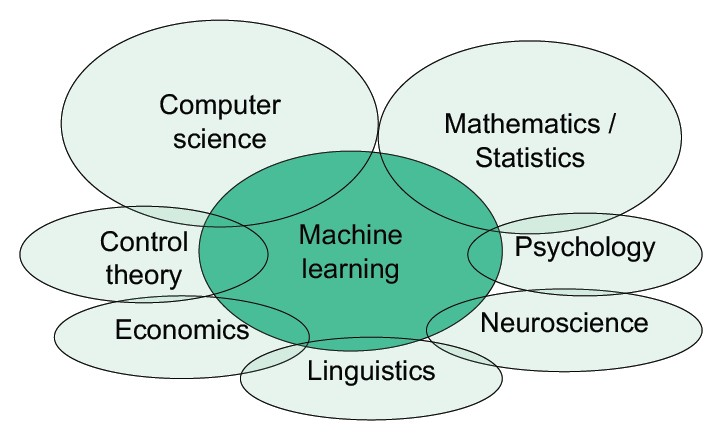 Computer
science
Mathematics /
Statistics
Machine
learning
Control
theory
Psychology
Economics
Neuroscience
Linguistics